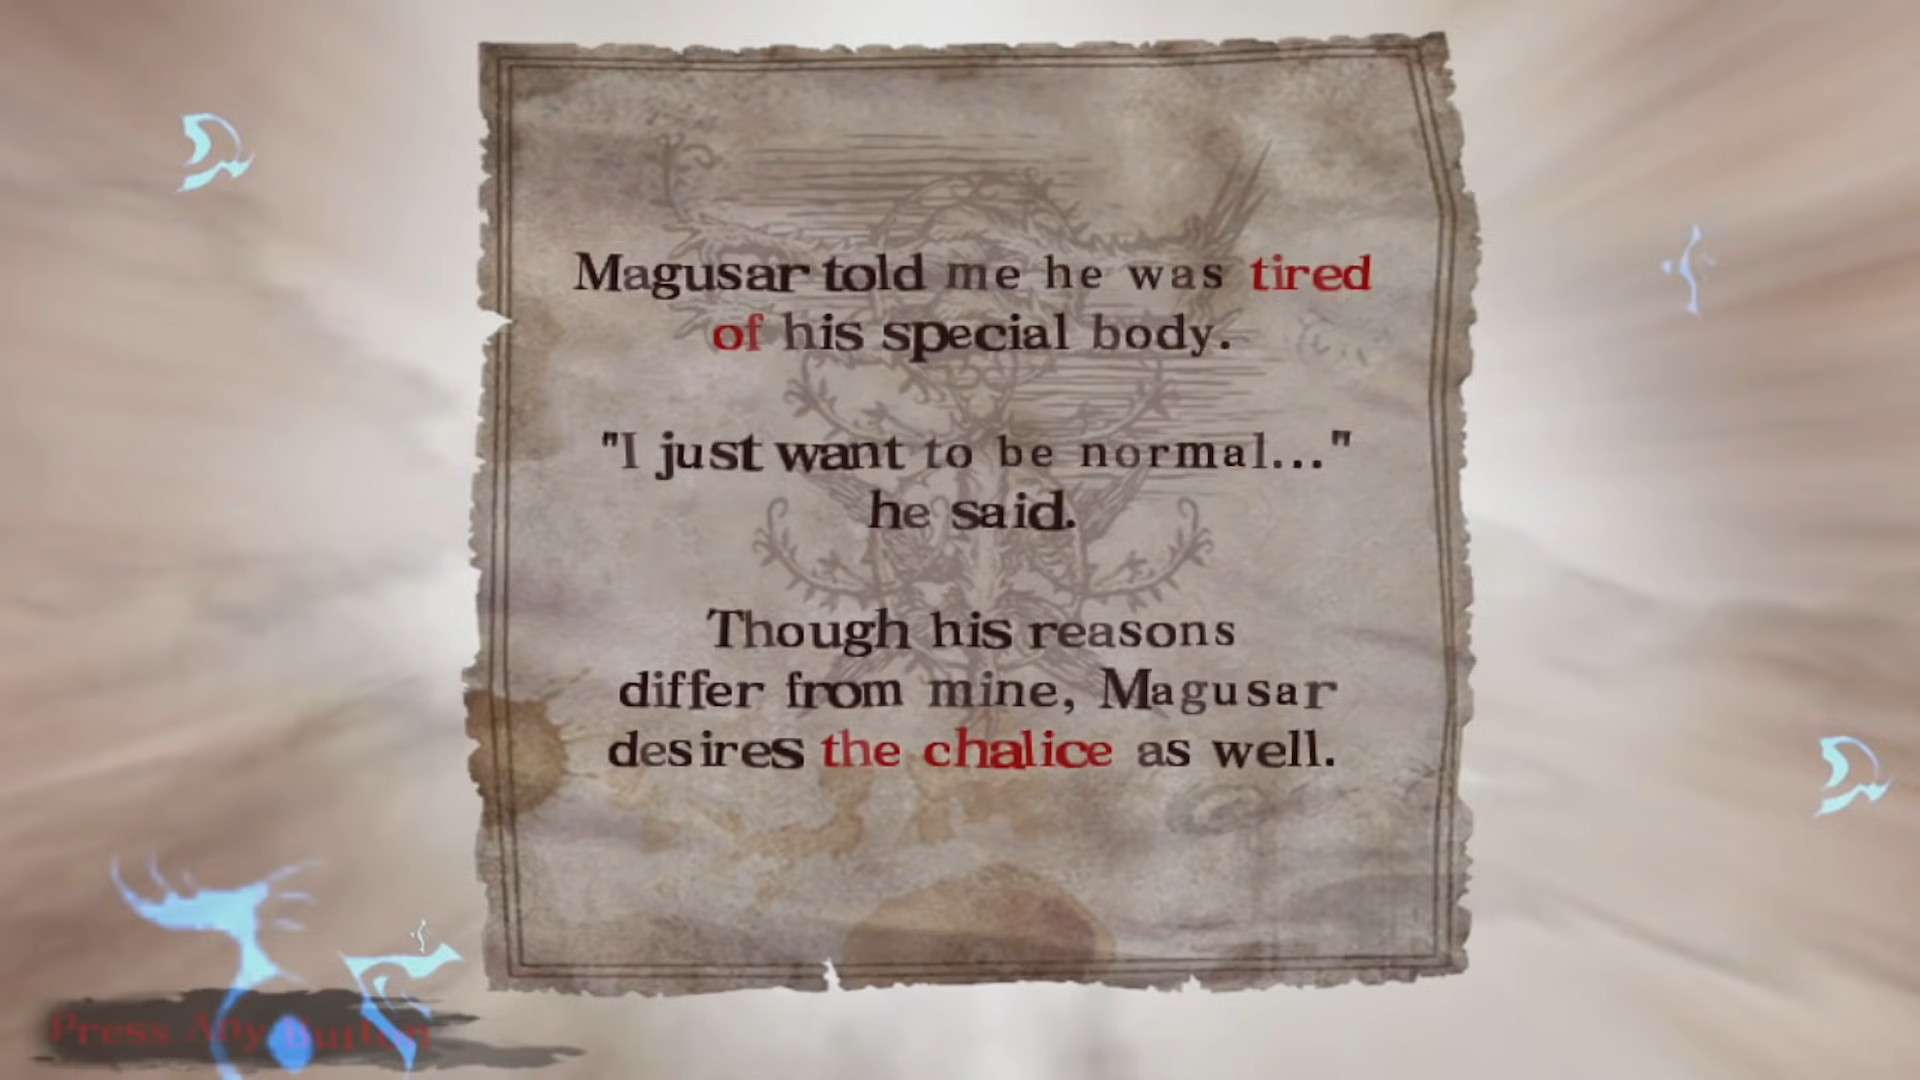 Magusar told me he was tired
of his special body.
"I just want to be normal..."
he said.
Though his reasons
differ from mine, Magusar
desires the chalice as well.
Press Any Button